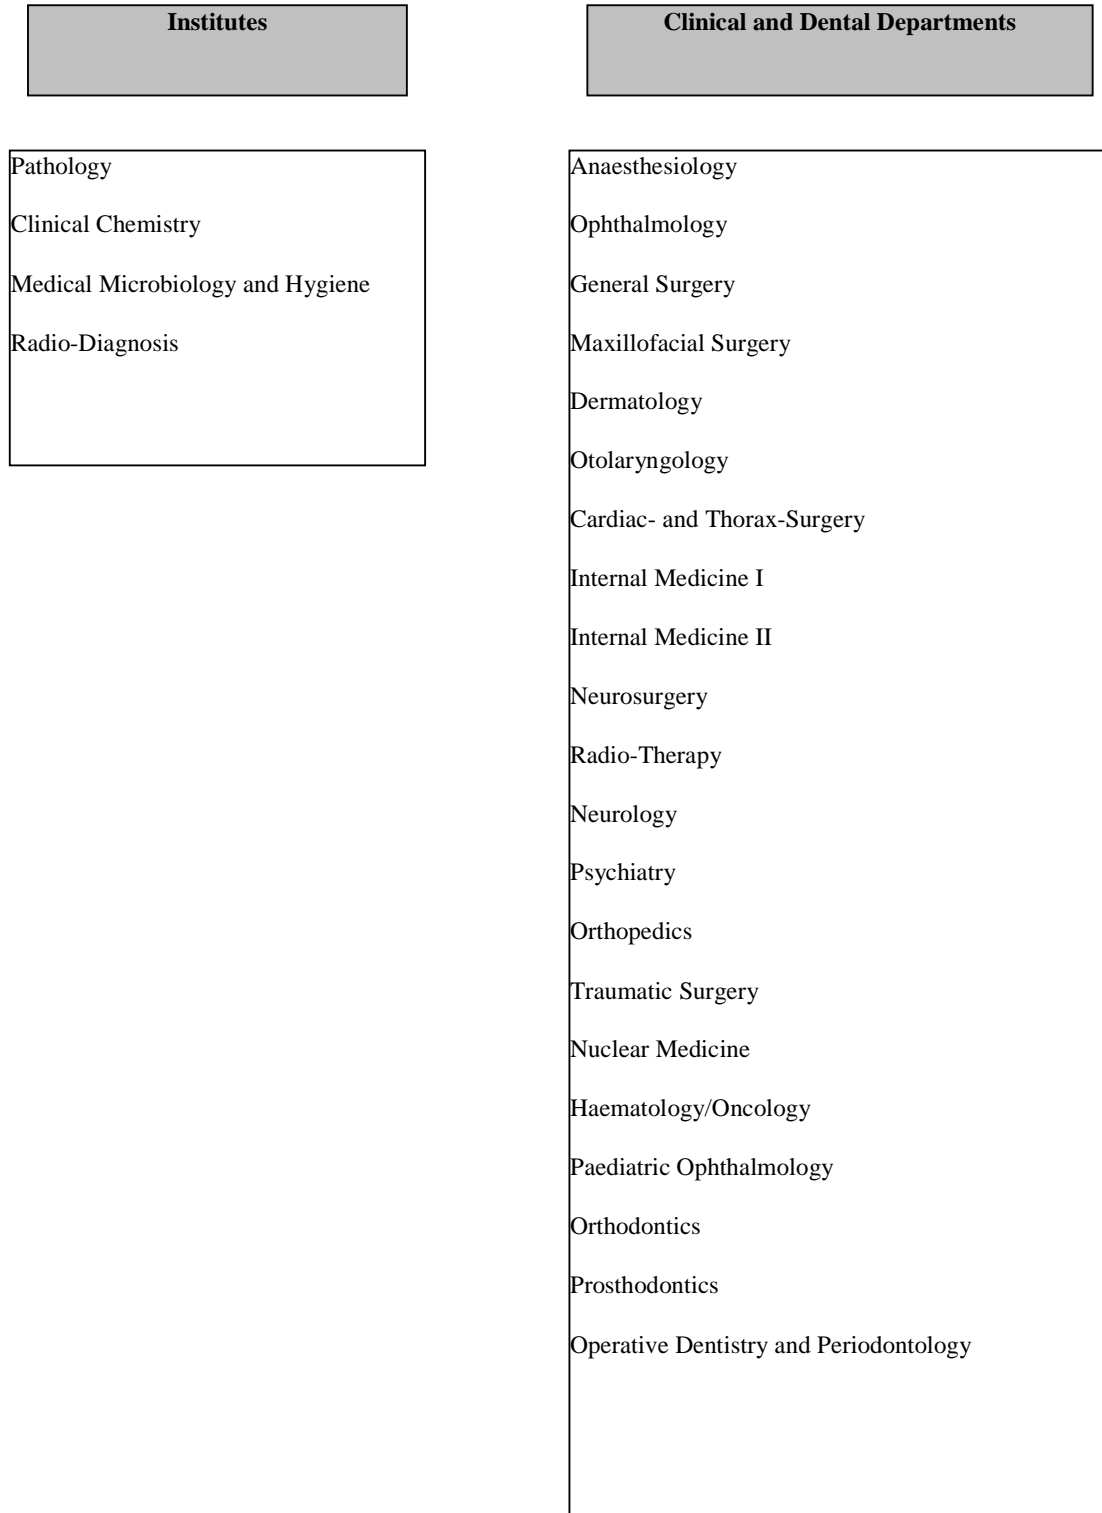 Institutes
Clinical and Dental Departments
Pathology
Clinical Chemistry
Medical Microbiology and Hygiene
Radio-Diagnosis
Anaesthesiology
Ophthalmology
General Surgery
Maxillofacial Surgery
Dermatology
Otolaryngology
Cardiac- and Thorax-Surgery
Internal Medicine I
Internal Medicine II
Neurosurgery
Radio-Therapy
Neurology
Psychiatry
Orthopedics
Traumatic Surgery
Nuclear Medicine
Haematology/Oncology
Paediatric Ophthalmology
Orthodontics
Prosthodontics
Operative Dentistry and Periodontology